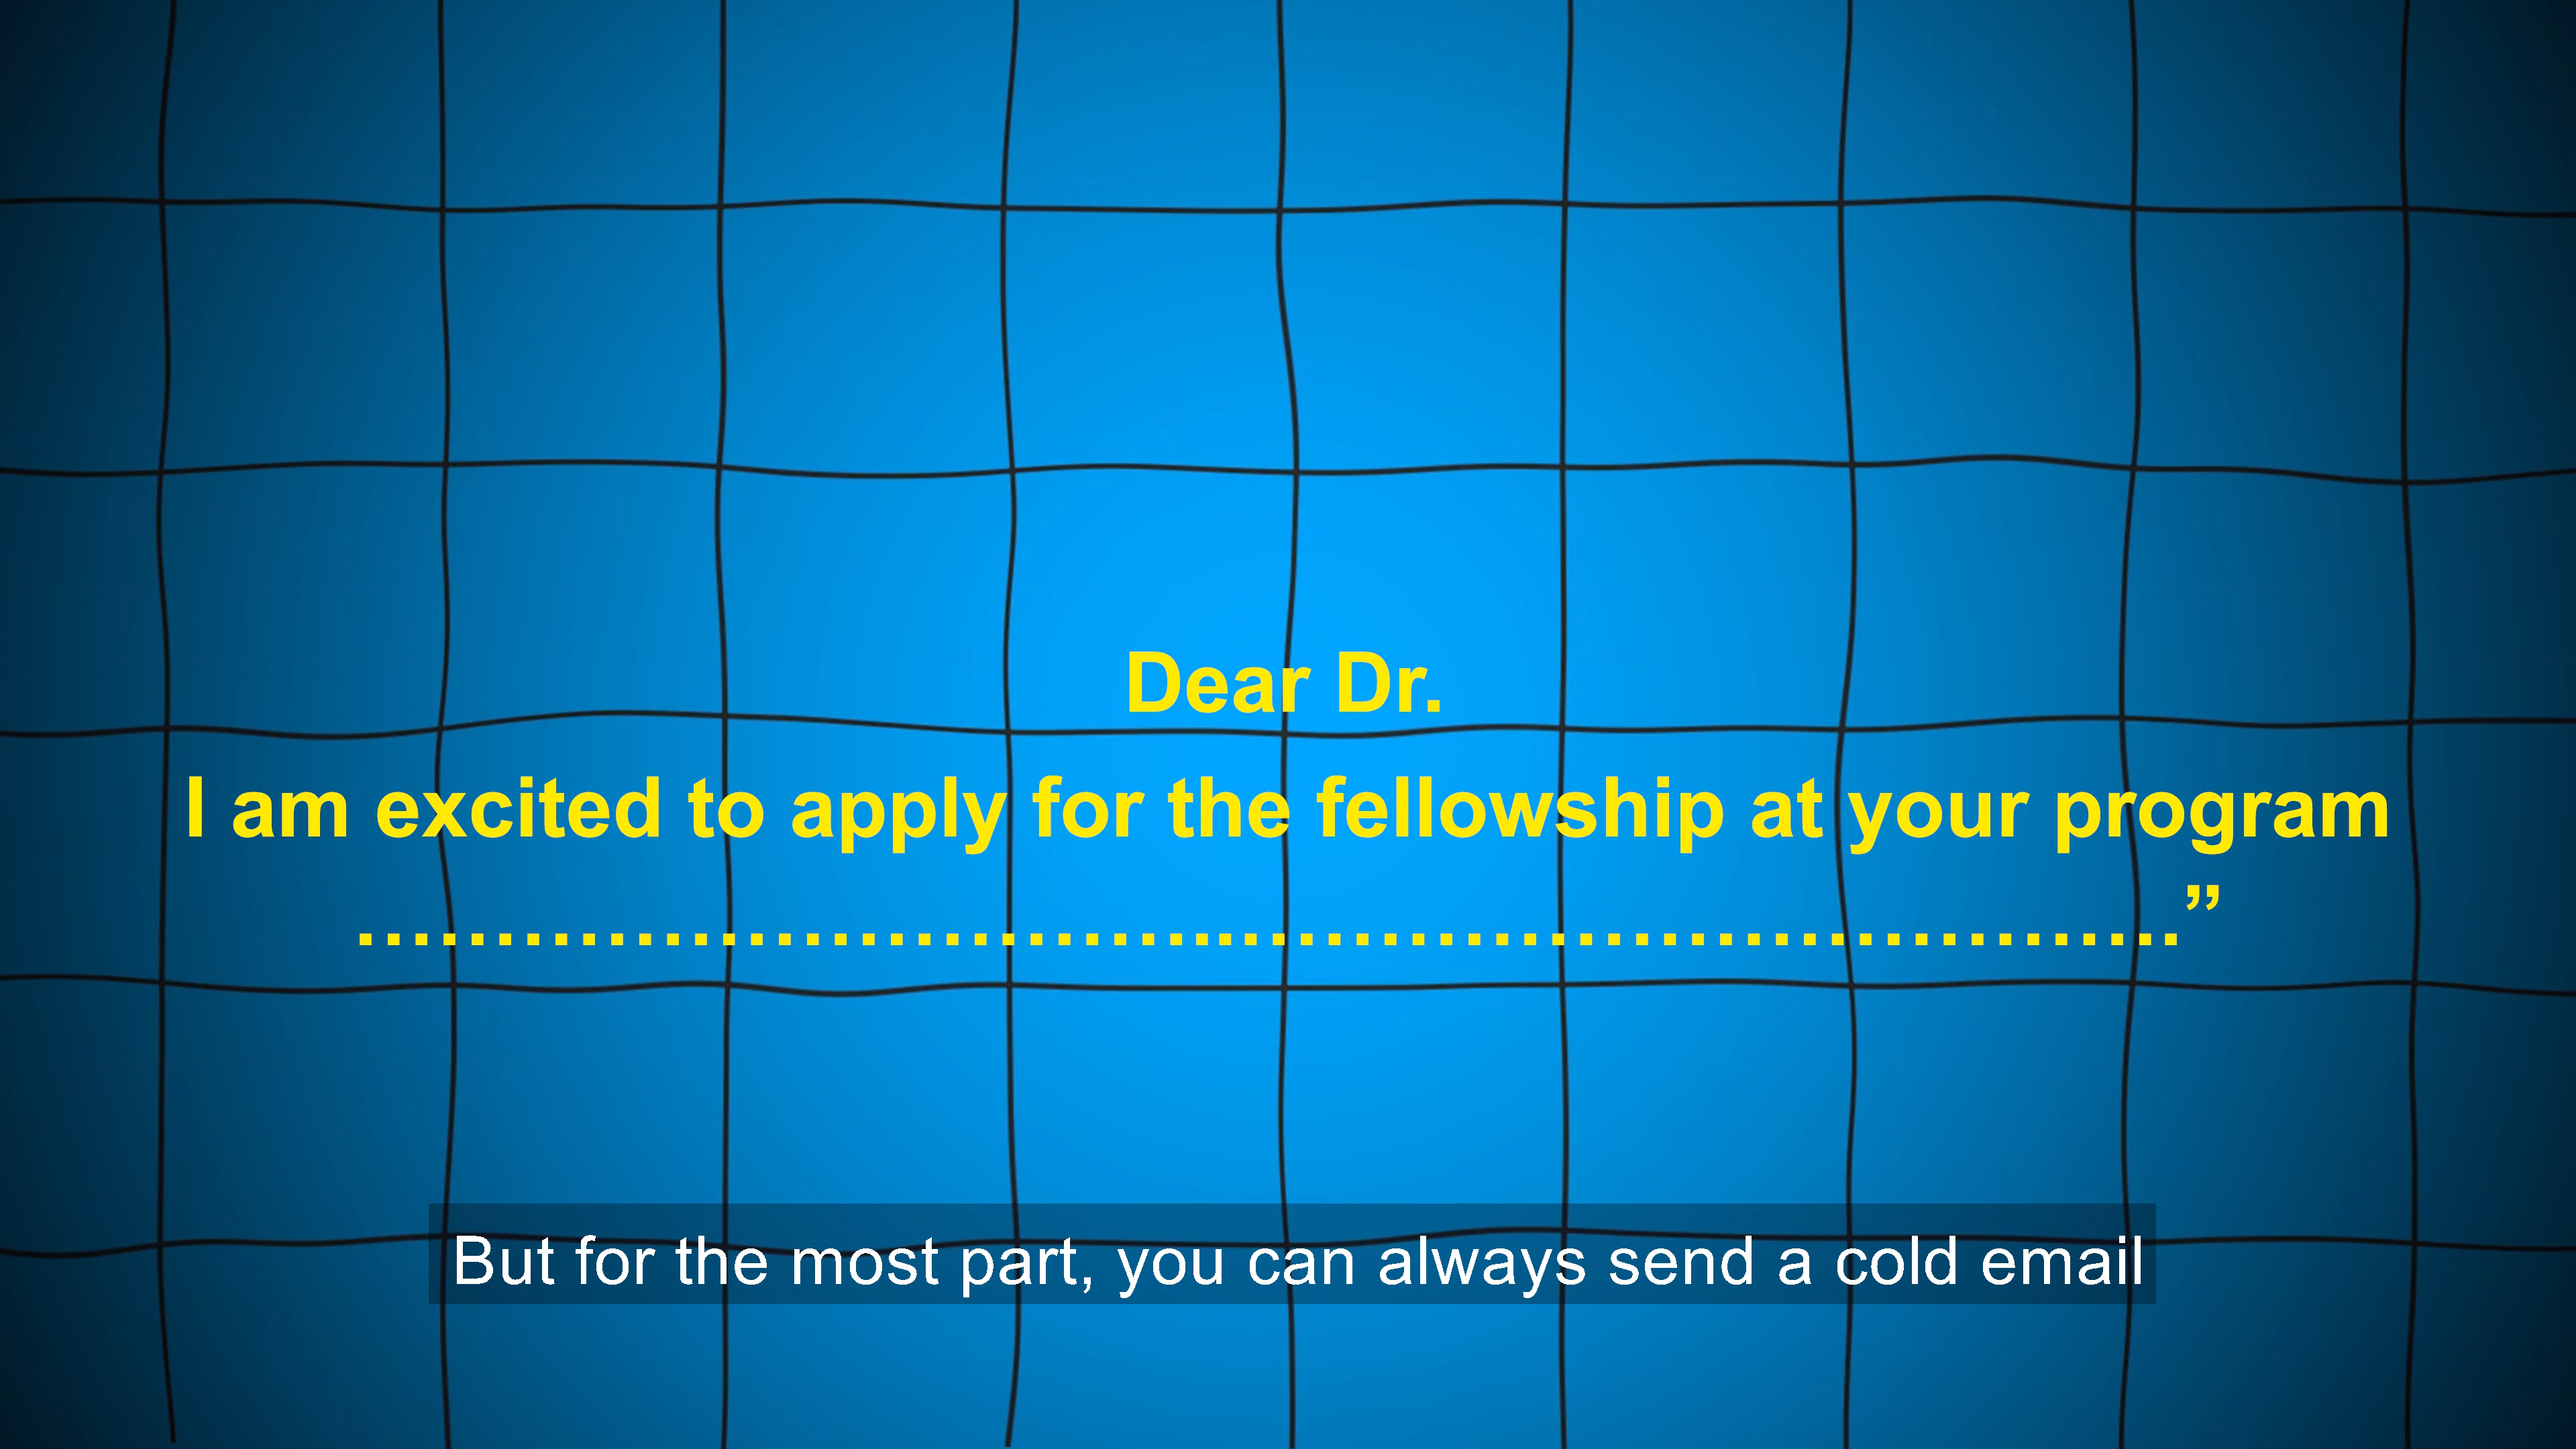 Dear Dr.
I am excited to apply for the fellowship at your program
..................................................................”
But for the most part, you can always send a cold email